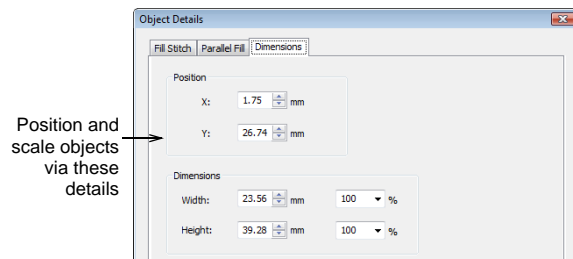 Object Details
Fill Stitch Parallel Fill Dimensions
Position
X: 1.75 mm
Y: 26.74 mm
Position and
scale objects
via these
details
Dimensions
Width: 23.56 mm 100 %
Height: 39.28 mm 100 %